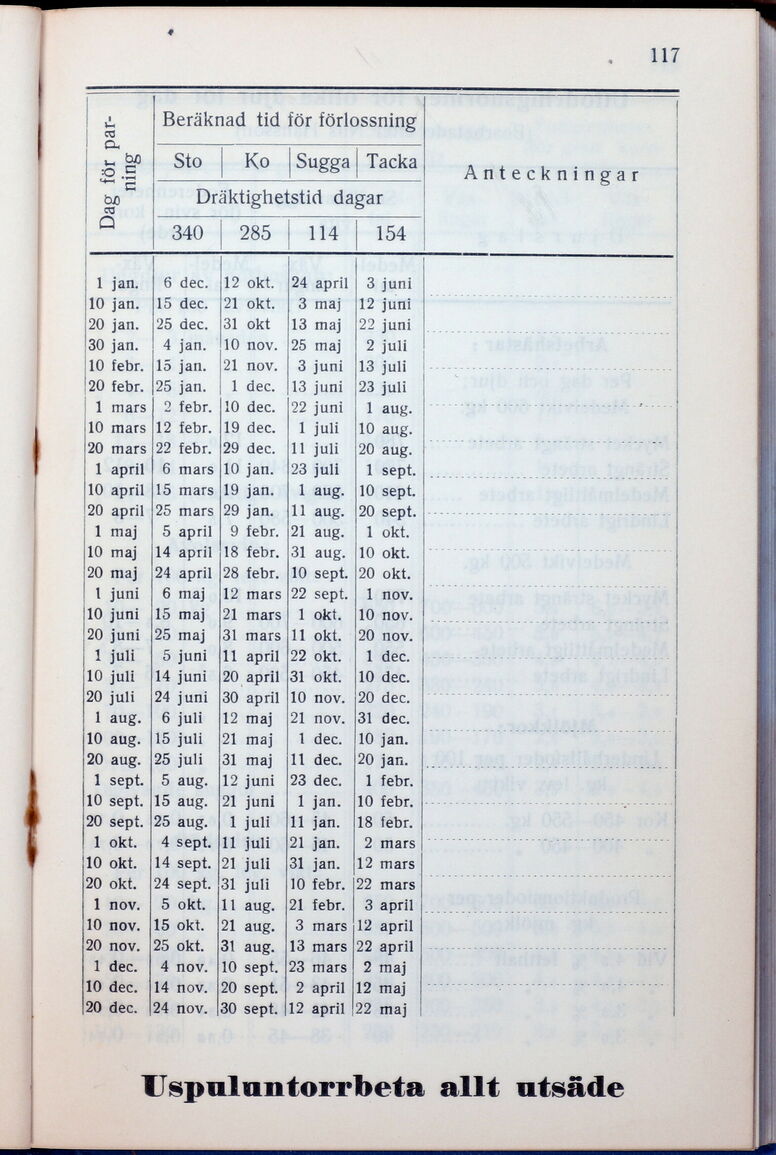 117
Dag för par-
ning
Beräknad tid för förlossning
Sto Ko Sugga Tacka
Anteckningar
Dräktighetstid dagar
340 285 114 154
1 jan. 6 dec. 12 okt. 24 april 3 juni
10 jan. 15 dec. 21 okt. 3 maj 12 juni
20 jan. 25 dec. 31 okt 13 maj 22 juni
30 jan. 4 jan. 10 nov. 25 maj 2 juli
10 febr. 15 jan. 21 nov. 3 juni 13 juli
20 febr. 25 jan. 1 dec. 13 juni 23 juli
1 mars 2 febr. 10 dec. 22 juni 1 aug.
10 mars 12 febr. 19 dec. 1 juli 10 aug.
20 mars 22 febr. 29 dec. 11 juli 20 aug.
1 april 6 mars 10 jan. 23 juli 1 sept.
10 april 15 mars 19 jan. 1 aug. 10 sept.
20 april 25 mars 29 jan. 11 aug. 20 sept.
1 maj 5 april 9 febr. 21 aug. 1 okt.
10 maj 14 april 18 febr. 31 aug. 10 okt.
20 maj 24 april 28 febr. 10 sept. 20 okt.
1 juni 6 maj 12 mars 22 sept. 1 nov.
10 juni 15 maj 21 mars 1 okt. 10 nov.
20 juni 25 maj 31 mars 11 okt. 20 nov.
1 juli 5 juni 11 april 22 okt. 1 dec.
10 juli 14 juni 20 april 31 okt. 10 dec.
20 juli 24 juni 30 april 10 nov. 20 dec.
1 aug. 6 juli 12 maj 21 nov. 31 dec.
10 aug. 15 juli 21 maj 1 dec. 10 jan.
20 aug. 25 juli 31 maj 11 dec. 20 jan.
1 sept. 5 aug. 12 juni 23 dec. 1 febr.
10 sept. 15 aug. 21 juni 1 jan. 10 febr.
20 sept. 25 aug. 1 juli 11 jan. 18 febr.
1 okt. 4 sept. 11 juli 21 jan. 2 mars
10 okt. 14 sept. 21 juli 31 jan. 12 mars
20 okt. 24 sept. 31 juli 10 febr. 22 mars
1 nov. 5 okt. 11 aug. 21 febr. 3 april
10 nov. 15 okt. 21 aug. 3 mars 12 april
20 nov. 25 okt. 31 aug. 13 mars 22 april
1 dec. 4 nov. 10 sept. 23 mars 2 maj
10 dec. 14 nov. 20 sept. 2 april 12 maj
20 dec. 24 nov. 30 sept. 12 april 22 maj
Uspuluntorrbeta allt utsäde